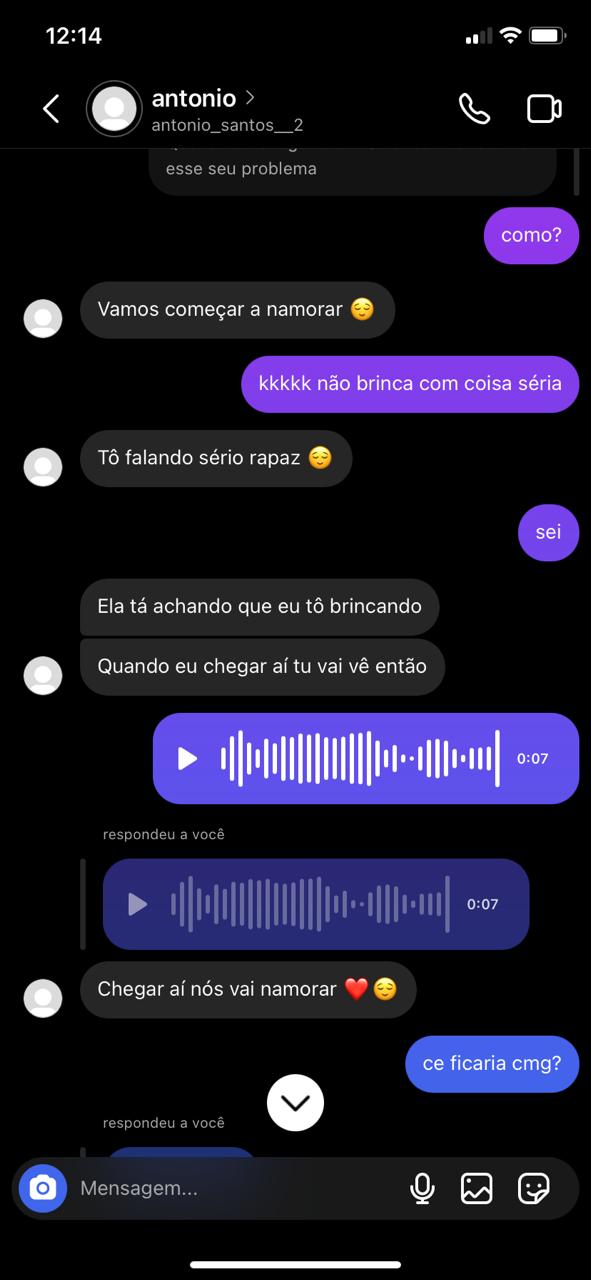 12:14
antonio
antonio_santos__2
esse seu problema
como?
Vamos começar a namorar 😌
kkkkk não brinca com coisa séria
Tô falando sério rapaz 😌
sei
Ela tá achando que eu tô brincando
Quando eu chegar aí tu vai vê então
0:07
respondeu a você
0:07
Chegar aí nós vai namorar ❤️😌
ce ficaria cmg?
respondeu a você
Mensagem...